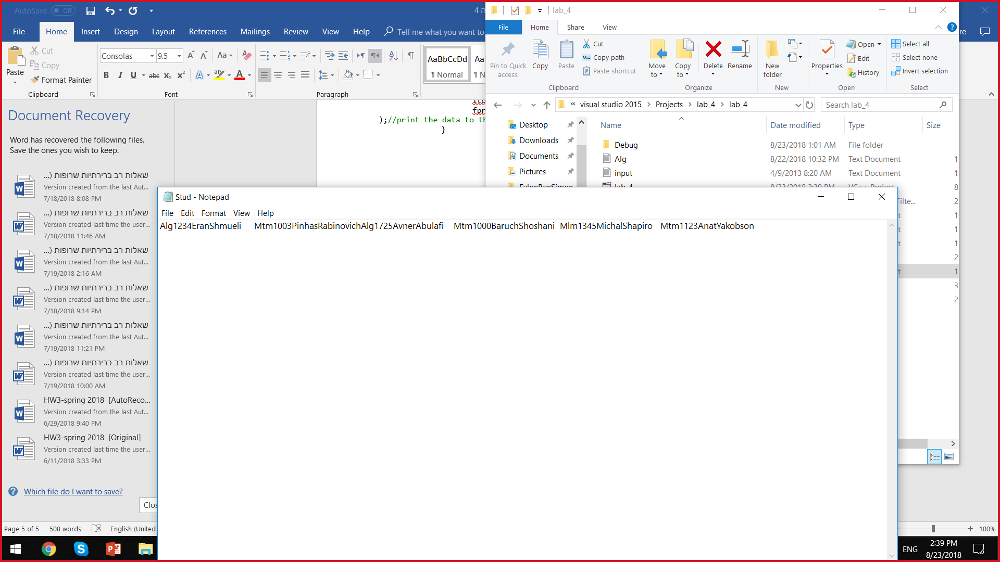 AutoSave Off
File Home Insert Design Layout References Mailings Review View Help Tell me what you want to
Paste
Cut
Copy
Format Painter
Clipboard
Consolas 9.5
Font
Paragraph
AaBbCcDd
¶ Normal
Document Recovery
Word has recovered the following files.
Save the ones you wish to keep.
שאלות רב ברירתיות שרופות (...
Version created from the last Aut...
7/18/2018 8:08 PM
שאלות רב ברירתיות שרופות (...
Version created last time the user...
7/18/2018 11:46 AM
שאלות רב ברירתיות שרופות (...
Version created from the last Aut...
7/19/2018 2:16 AM
שאלות רב ברירתיות שרופות (...
Version created last time the user...
7/18/2018 9:14 PM
שאלות רב ברירתיות שרופות (...
Version created from the last Aut...
7/19/2018 11:21 PM
שאלות רב ברירתיות שרופות (...
Version created last time the user...
7/19/2018 10:00 AM
HW3-spring 2018 [AutoReco...
Version created from the last Aut...
6/29/2018 9:40 PM
HW3-spring 2018 [Original]
Version created last time the user...
6/11/2018 3:33 PM
Which file do I want to save?
Clos
Page 5 of 5 508 words English (United
);//print the data to th
}
lab_4
File Home Share View
Pin to Quick access
Copy
Paste
Cut
Copy path
Paste shortcut
Clipboard
Move to
Copy to
Delete
Rename
Organize
New folder
New
Properties
Open
Edit
History
Open
Select all
Select none
Invert selection
Select
« visual studio 2015 > Projects > lab_4 > lab_4
Search lab_4
Desktop
Downloads
Documents
Pictures
Name Date modified Type Size
Debug 8/23/2018 1:01 AM File folder
Alg 8/22/2018 10:32 PM Text Document 1
input 4/9/2013 8:20 AM Text Document 1
Stud - Notepad
File Edit Format View Help
Alg1234EranShmueli Mtm1003PinhasRabinovichAlg1725AvnerAbulafi Mtm1000BaruchShoshani Mlm1345MichalShapiro Mtm1123AnatYakobson
100%
ENG
2:39 PM
8/23/2018